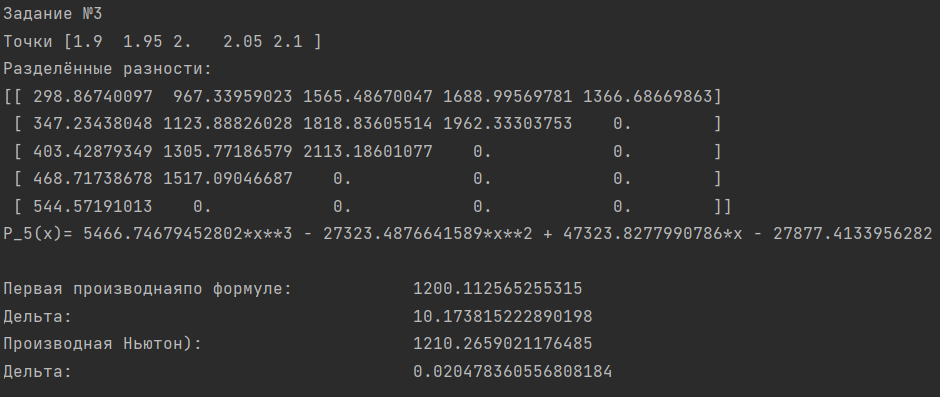 Задание №3
Точки [1.9  1.95 2.   2.05 2.1 ]
Разделённые разности:
[[ 298.86740097  967.33959023 1565.48670047 1688.99569781 1366.68669863]
 [ 347.23438048 1123.88826028 1818.83605514 1962.33303753    0.        ]
 [ 403.42879349 1305.77186579 2113.18601077    0.            0.        ]
 [ 468.71738678 1517.09046687    0.            0.            0.        ]
 [ 544.57191013    0.            0.            0.            0.        ]]
P_5(x)= 5466.74679452802*x**3 - 27323.4876641589*x**2 + 47323.8277990786*x - 27877.4133956282
Первая производнаяпо формуле: 1200.112565255315
Дельта: 10.173815222890198
Производная Ньютон): 1210.2659021176485
Дельта: 0.020478360556808184